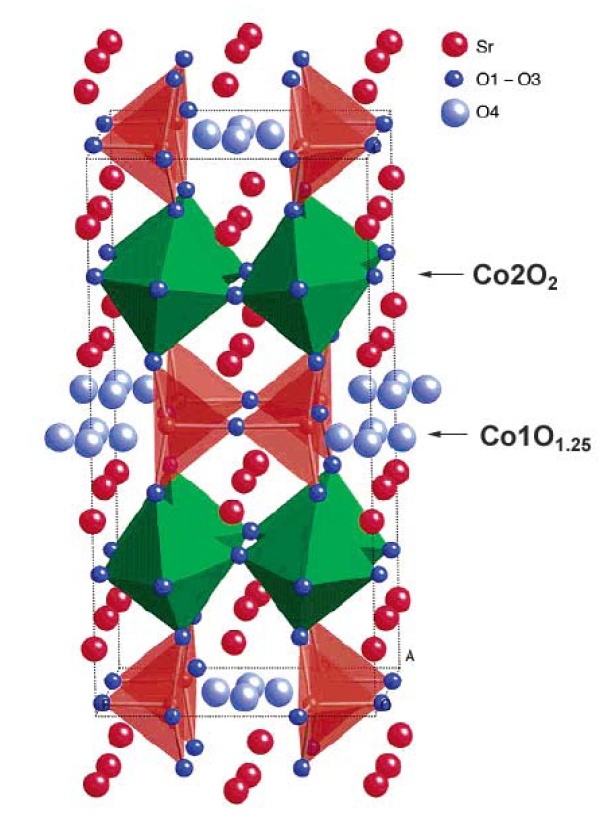 Sr
O1 – O3
O4
Co2O₂
Co1O₁.₂₅
A